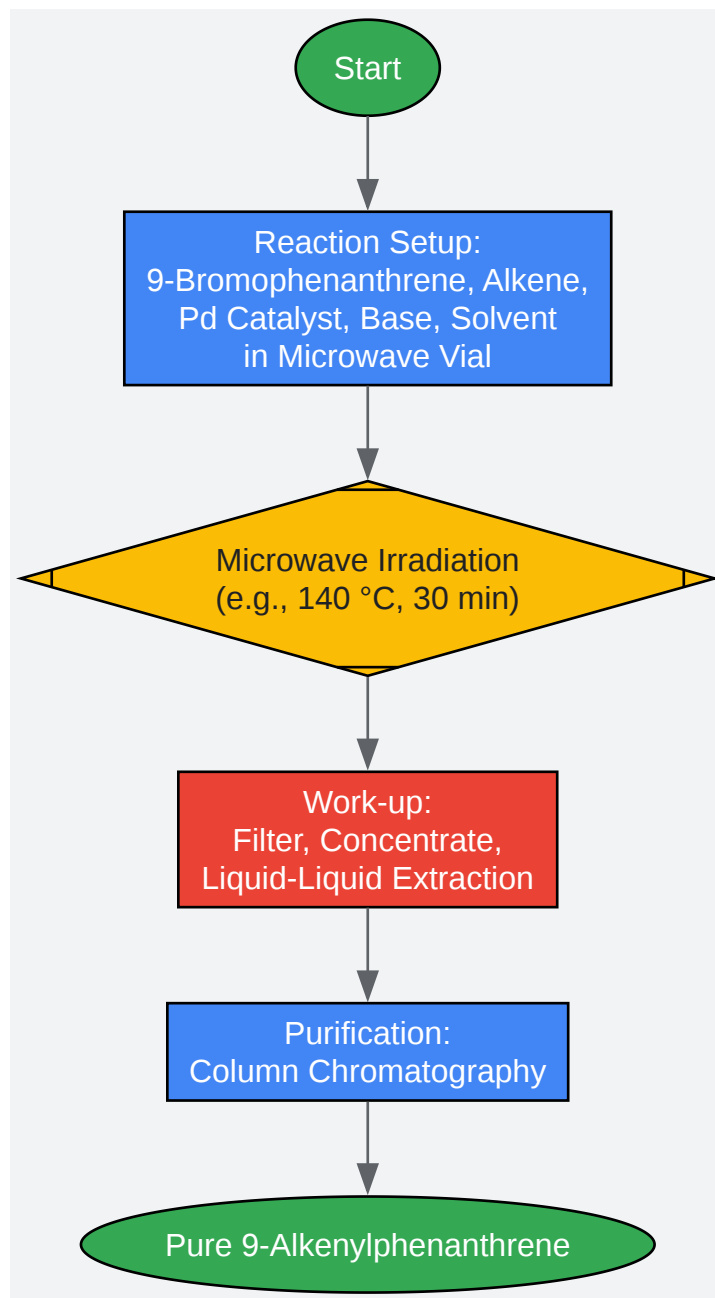 Start
Reaction Setup:
9-Bromophenanthrene, Alkene,
Pd Catalyst, Base, Solvent
in Microwave Vial
Microwave Irradiation
(e.g., 140 °C, 30 min)
Work-up:
Filter, Concentrate,
Liquid-Liquid Extraction
Purification:
Column Chromatography
Pure 9-Alkenylphenanthrene